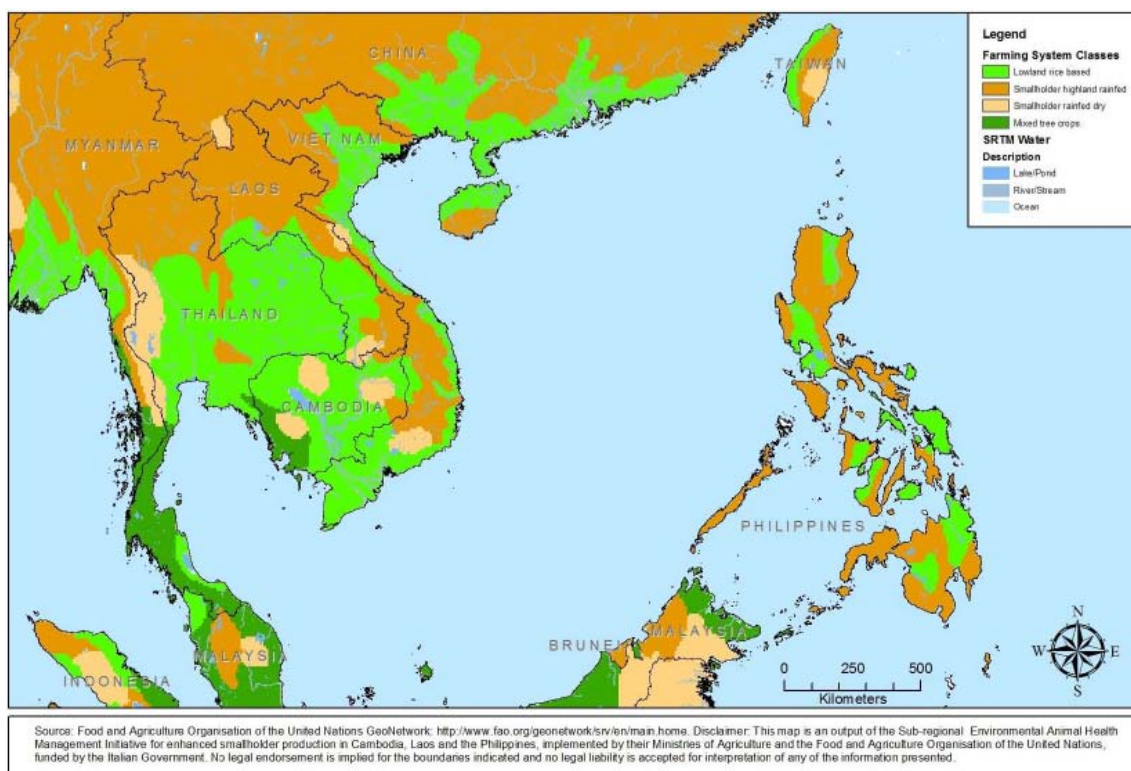 Legend
Farming System Classes
Lowland rice based
Smallholder highland rainfed
Smallholder rainfed dry
Mixed tree crops
SRTM Water
Description
Lake/Pond
River/Stream
Ocean
CHINA
TAIWAN
MYANMAR
VIET NAM
LAOS
THAILAND
CAMBODIA
PHILIPPINES
BRUNEI
MALAYSIA
MALAYSIA
INDONESIA
N
W E
S
0 250 500
Kilometers
Source: Food and Agriculture Organisation of the United Nations GeoNetwork: http://www.fao.org/geonetwork/srv/en/main.home. Disclaimer: This map is an output of the Sub-regional Environmental Animal Health
Management Initiative for enhanced smallholder production in Cambodia, Laos and the Philippines, implemented by their Ministries of Agriculture and the Food and Agriculture Organisation of the United Nations,
funded by the Italian Government. No legal endorsement is implied for the boundaries indicated and no legal liability is accepted for interpretation of any of the information presented.